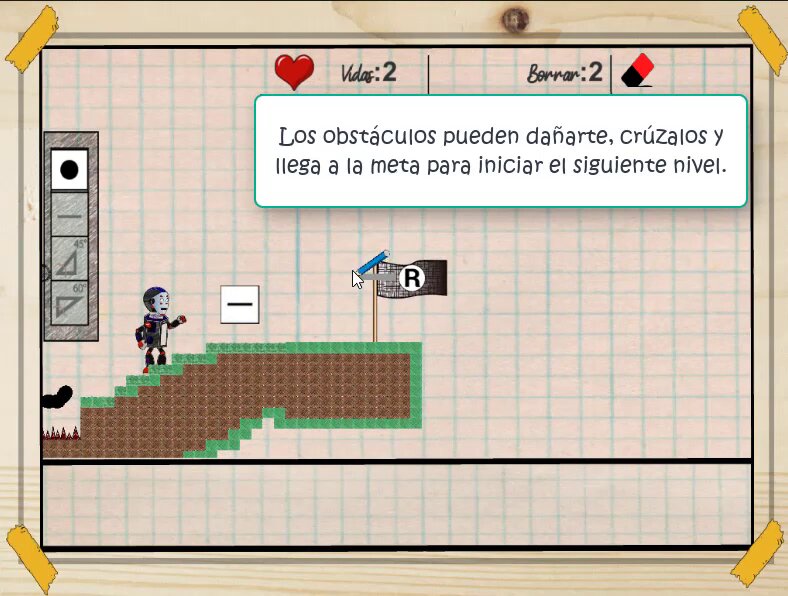 Vidas:2
Borrar:2
Los obstáculos pueden dañarte, crúzalos y
llega a la meta para iniciar el siguiente nivel.
45°
60°
R